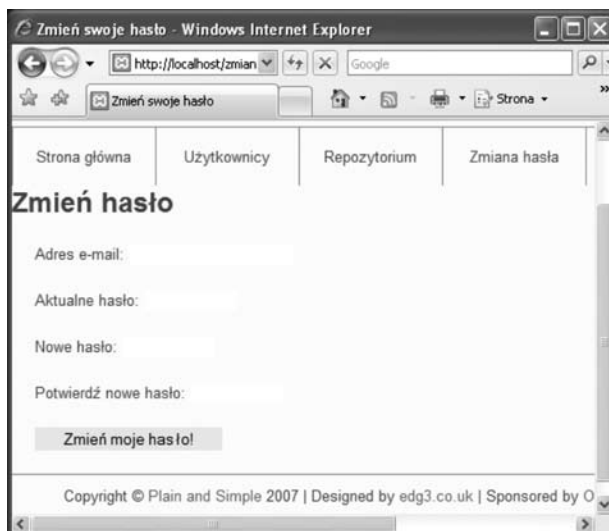 Zmień swoje hasło - Windows Internet Explorer
http://localhost/zmian
Google
Zmień swoje hasło
Strona
Strona główna
Użytkownicy
Repozytorium
Zmiana hasła
Zmień hasło
Adres e-mail:
Aktualne hasło:
Nowe hasło:
Potwierdź nowe hasło:
Zmień moje hasło!
Copyright © Plain and Simple 2007 | Designed by edg3.co.uk | Sponsored by O